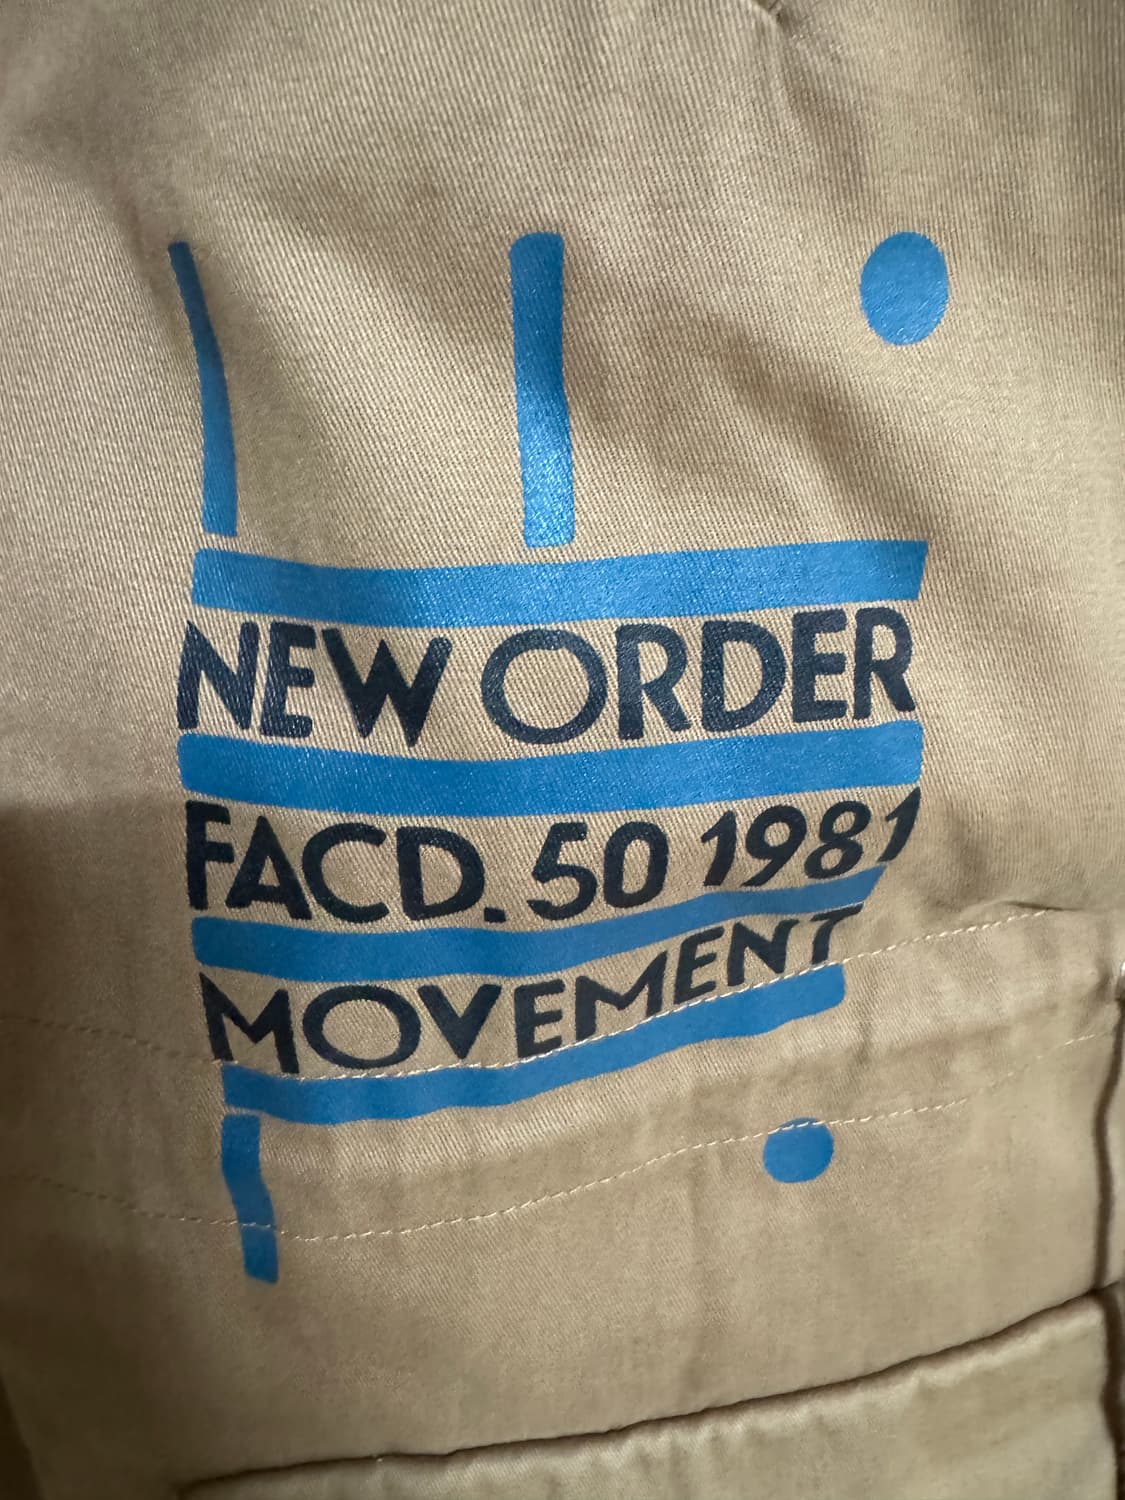 NEW ORDER
FACD. 50 1981
MOVEMENT